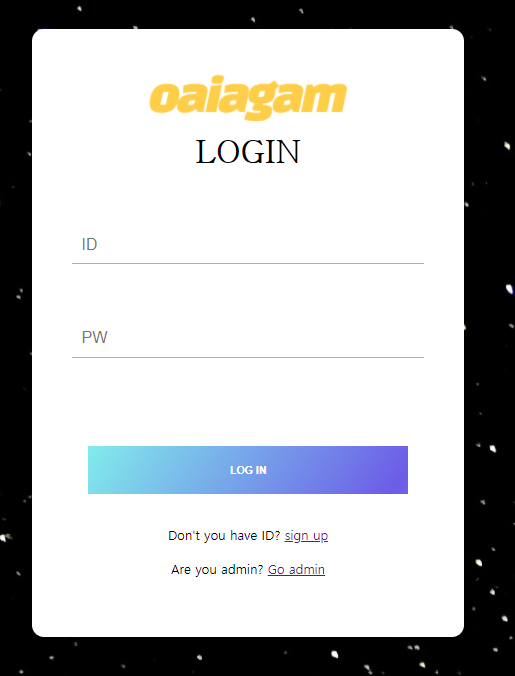 oaiagam
LOGIN
ID
PW
LOG IN
Don't you have ID? sign up
Are you admin? Go admin